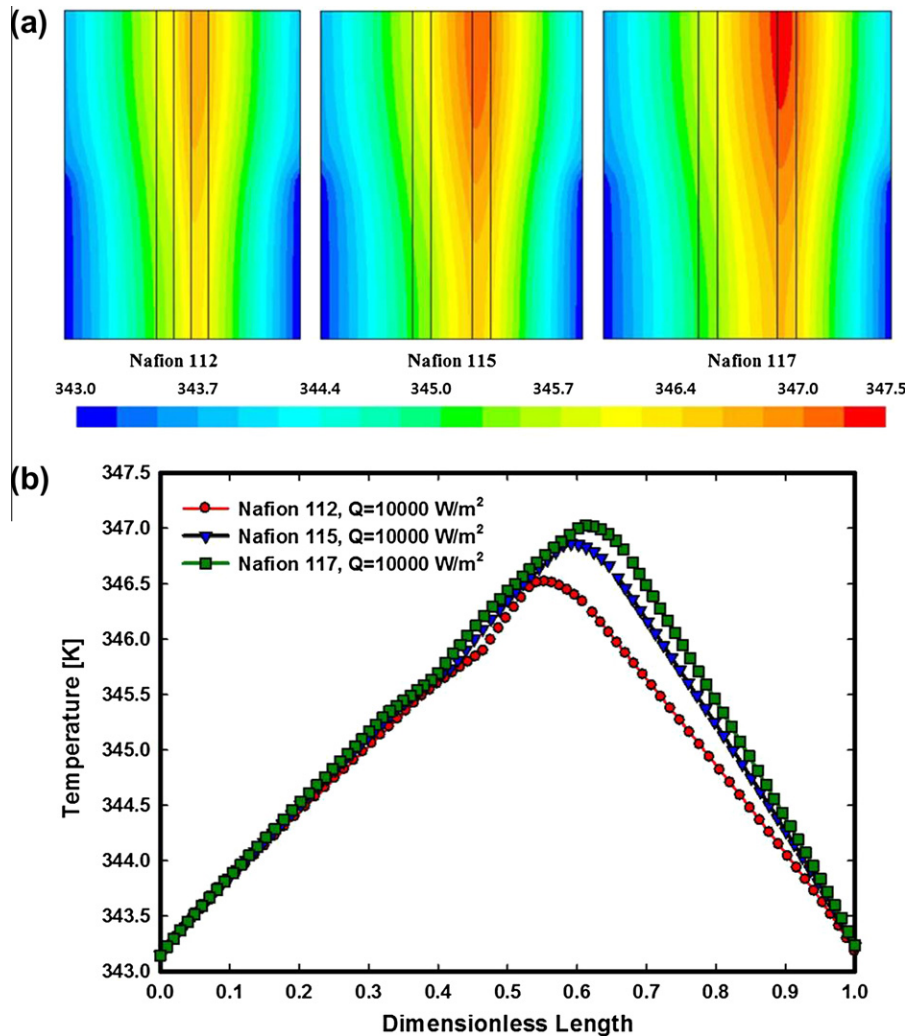 (a)
Nafion 112 Nafion 115 Nafion 117
343.0 343.7 344.4 345.0 345.7 346.4 347.0 347.5
(b)
347.5
347.0
346.5
346.0
345.5
345.0
344.5
344.0
343.5
343.0
Temperature [K]
Nafion 112, Q=10000 W/m²
Nafion 115, Q=10000 W/m²
Nafion 117, Q=10000 W/m²
0.0 0.1 0.2 0.3 0.4 0.5 0.6 0.7 0.8 0.9 1.0
Dimensionless Length